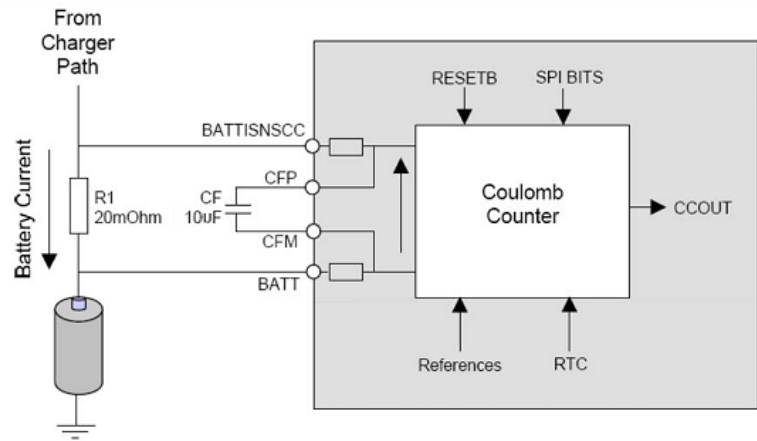 From
Charger
Path
Battery Current
R1
20mOhm
CF
10uF
BATTISNSCC
CFP
CFM
BATT
RESETB
SPI BITS
Coulomb
Counter
CCOUT
References
RTC